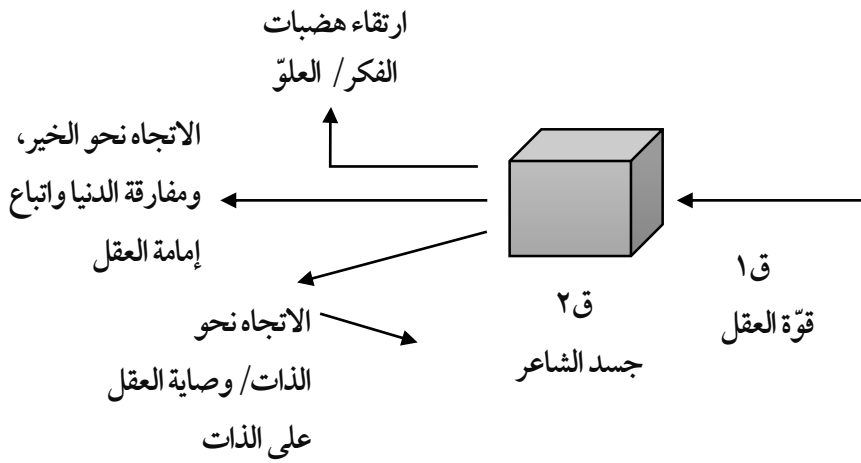 ارتقاء هضبات
الفكر/ العلوّ
الاتجاه نحو الخير،
ومفارقة الدنيا واتباع
إمامة العقل
ق١
قوّة العقل
ق٢
جسد الشاعر
الاتجاه نحو
الذات/ وصاية العقل
على الذات